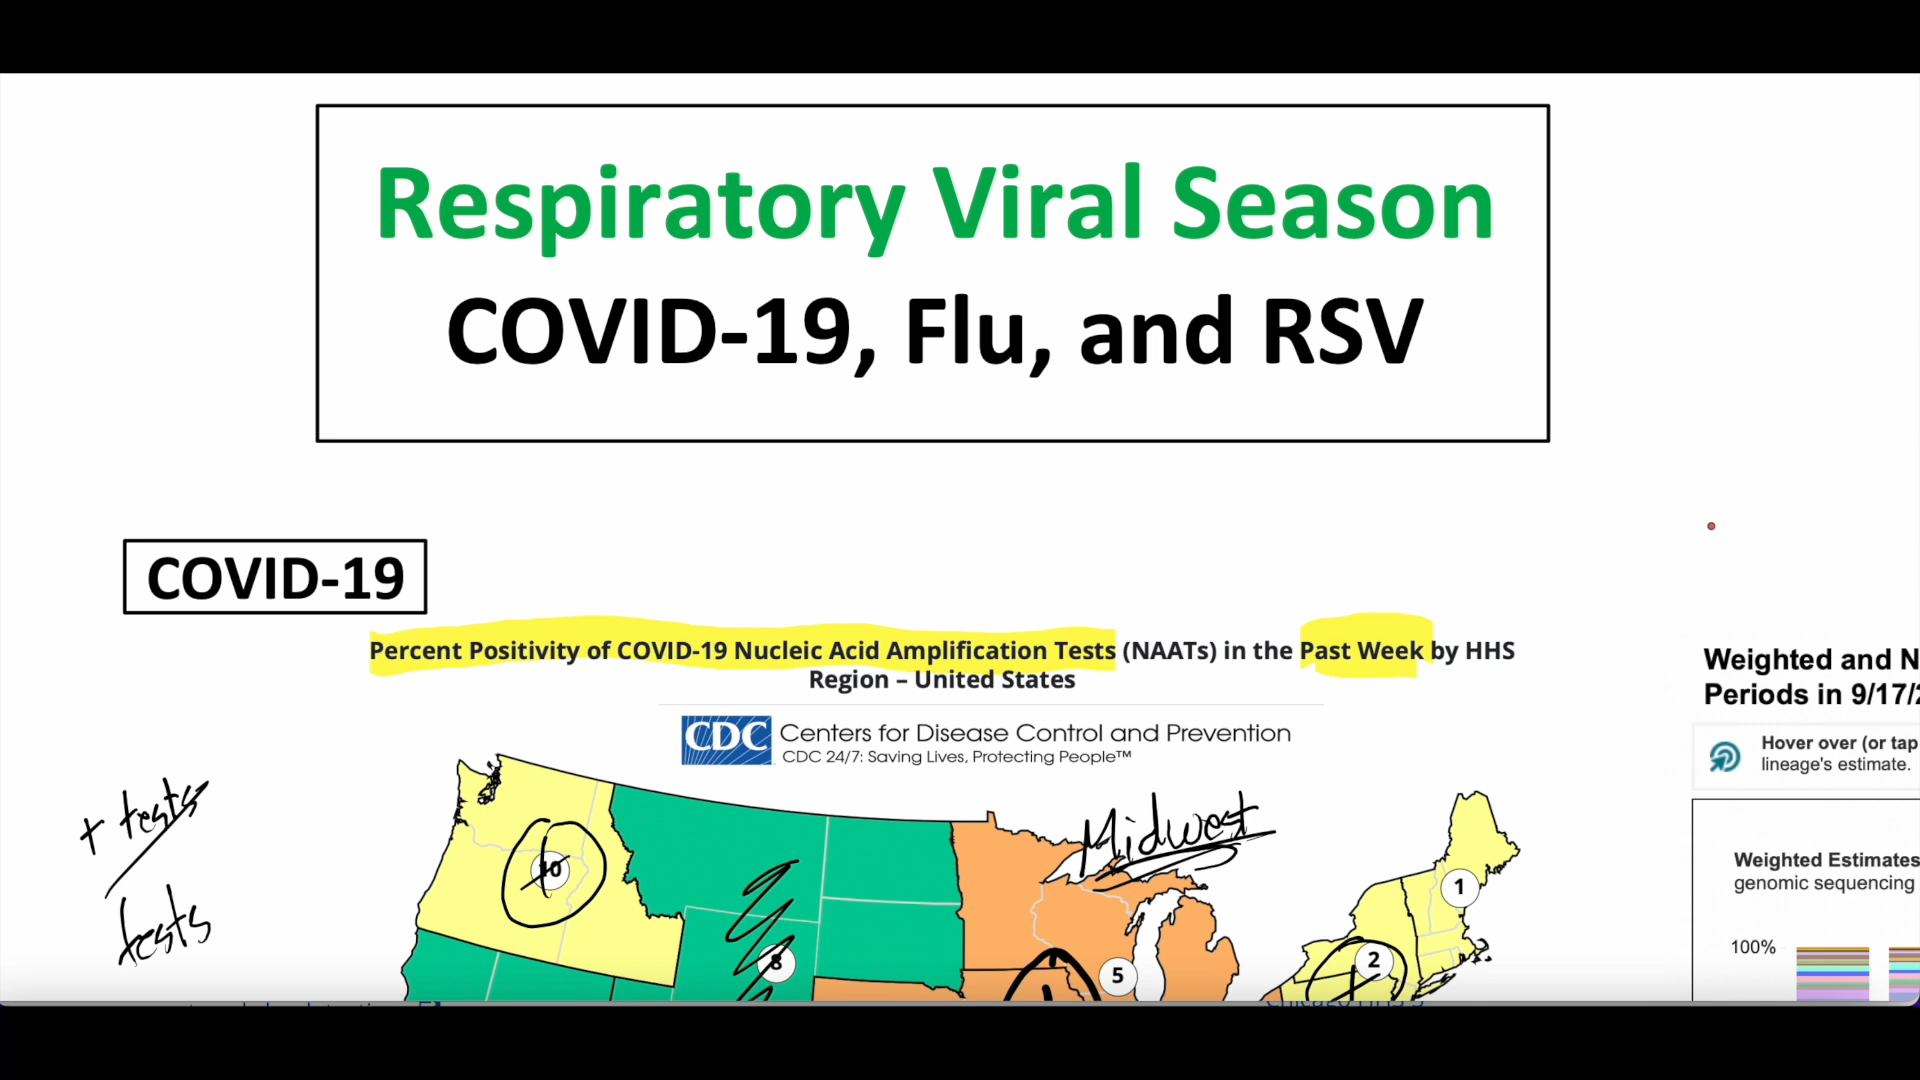 Respiratory Viral Season
COVID-19, Flu, and RSV
COVID-19
Percent Positivity of COVID-19 Nucleic Acid Amplification Tests (NAATs) in the Past Week by HHS
Region – United States
CDC
Centers for Disease Control and Prevention
CDC 24/7: Saving Lives, Protecting People™
Weighted and N
Periods in 9/17/2
Hover over (or tap
lineage's estimate.
+ tests
tests
Midwest
10
8
5
1
2
Weighted Estimates
genomic sequencing
100%